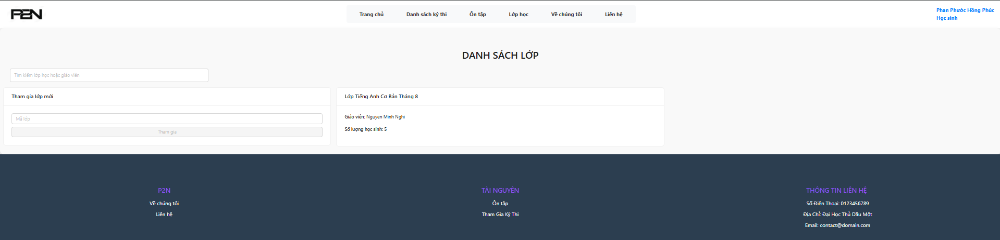 P2N
Trang chủ
Danh sách kỳ thi
Ôn tập
Lớp học
Về chúng tôi
Liên hệ
Phan Phước Hồng Phúc
Học sinh
DANH SÁCH LỚP
Tìm kiếm lớp học hoặc giáo viên
Tham gia lớp mới
Mã lớp
Tham gia
Lớp Tiếng Anh Cơ Bản Tháng 8
Giáo viên: Nguyen Minh Nghi
Số lượng học sinh: 5
P2N
Về chúng tôi
Liên hệ
TÀI NGUYÊN
Ôn tập
Tham Gia Kỳ Thi
THÔNG TIN LIÊN HỆ
Số Điện Thoại: 0123456789
Địa Chỉ: Đại Học Thủ Dầu Một
Email: contact@domain.com